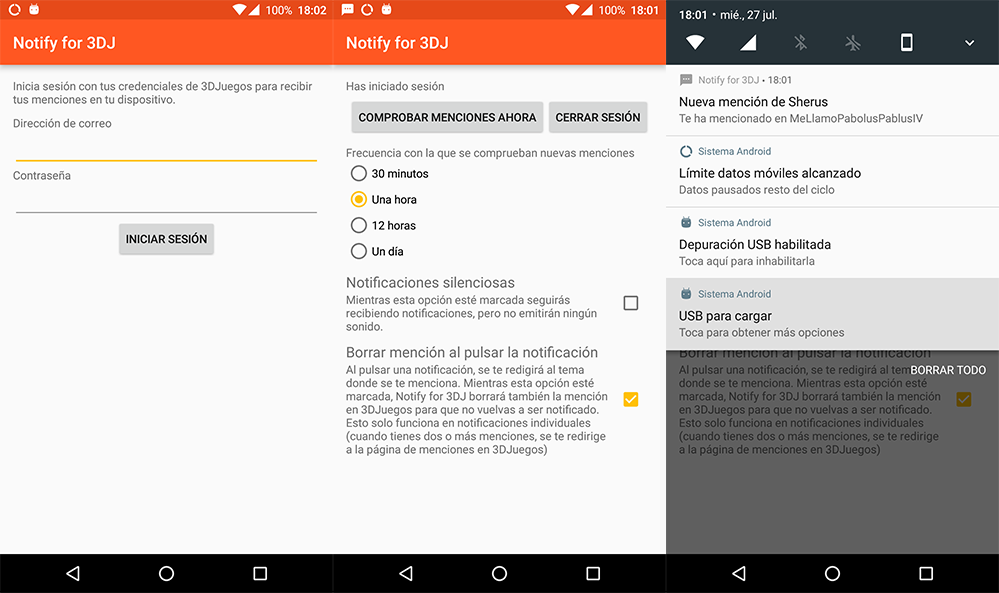 100% 18:02
Notify for 3DJ
Inicia sesión con tus credenciales de 3DJuegos para recibir
tus menciones en tu dispositivo.
Dirección de correo
Contraseña
INICIAR SESIÓN
100% 18:01
Notify for 3DJ
Has iniciado sesión
COMPROBAR MENCIONES AHORA
CERRAR SESIÓN
Frecuencia con la que se comprueban nuevas menciones
30 minutos
Una hora
12 horas
Un día
Notificaciones silenciosas
Mientras esta opción esté marcada seguirás
recibiendo notificaciones, pero no emitirán ningún
sonido.
Borrar mención al pulsar la notificación
Al pulsar una notificación, se te redigirá al tema
donde se te menciona. Mientras esta opción esté
marcada, Notify for 3DJ borrará también la mención
en 3DJuegos para que no vuelvas a ser notificado.
Esto solo funciona en notificaciones individuales
(cuando tienes dos o más menciones, se te redirige
a la página de menciones en 3DJuegos)
18:01 • mié., 27 jul.
Notify for 3DJ • 18:01
Nueva mención de Sherus
Te ha mencionado en MeLlamoPabolusPablusIV
Sistema Android
Límite datos móviles alcanzado
Datos pausados resto del ciclo
Sistema Android
Depuración USB habilitada
Toca aquí para inhabilitarla
Sistema Android
USB para cargar
Toca para obtener más opciones
Borrar mención al pulsar la notificación
BORRAR TODO
Al pulsar una notificación, se te redigirá al tema
donde se te menciona. Mientras esta opción esté
marcada, Notify for 3DJ borrará también la mención
en 3DJuegos para que no vuelvas a ser notificado.
Esto solo funciona en notificaciones individuales
(cuando tienes dos o más menciones, se te redirige
a la página de menciones en 3DJuegos)